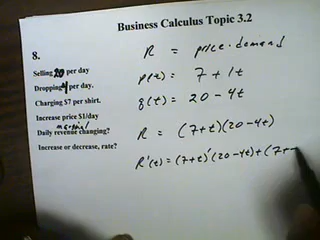 Business Calculus Topic 3.2
8.
Selling 20 per day
Dropping 4 per day.
Charging $7 per shirt.
Increase price $1/day
marginal
Daily revenue changing?
Increase or decrease, rate?
R = price · demand
p(t) = 7 + 1t
q(t) = 20 - 4t
R = (7+t)(20-4t)
R'(t) = (7+t)'(20-4t)+(7+